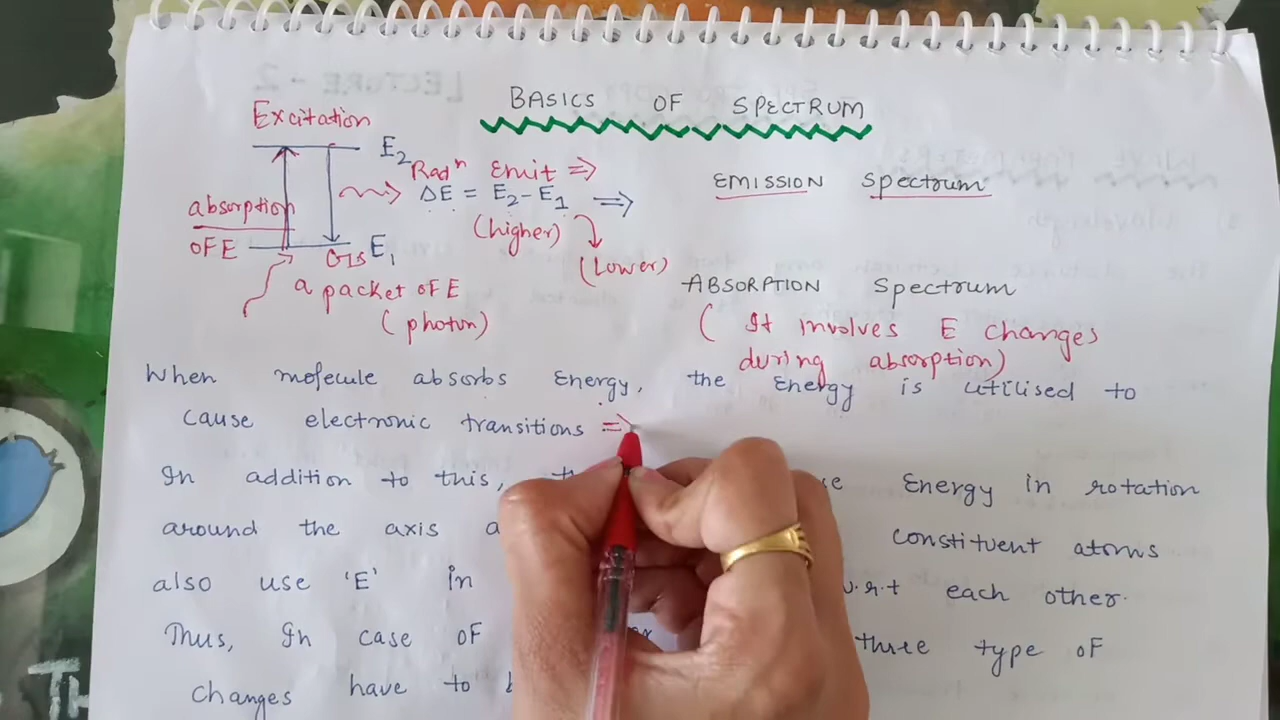 BASICS OF SPECTRUM
Excitation
E2
Radⁿ Emit ⇒
ΔE = E2 - E1 ⇒
(higher)
(Lower)
absorption
OF E
E1
a packet OF E
(photon)
EMISSION Spectrum
ABSORPTION Spectrum
( It involves E changes
during absorption)
When molecule absorbs Energy, the Energy is utilised to
cause electronic transitions ⇒
In addition to this, Energy in rotation
around the axis constituent atoms
also use 'E' in w.r.t each other.
Thus, In case OF three type OF
changes have to
LECTURE - 2